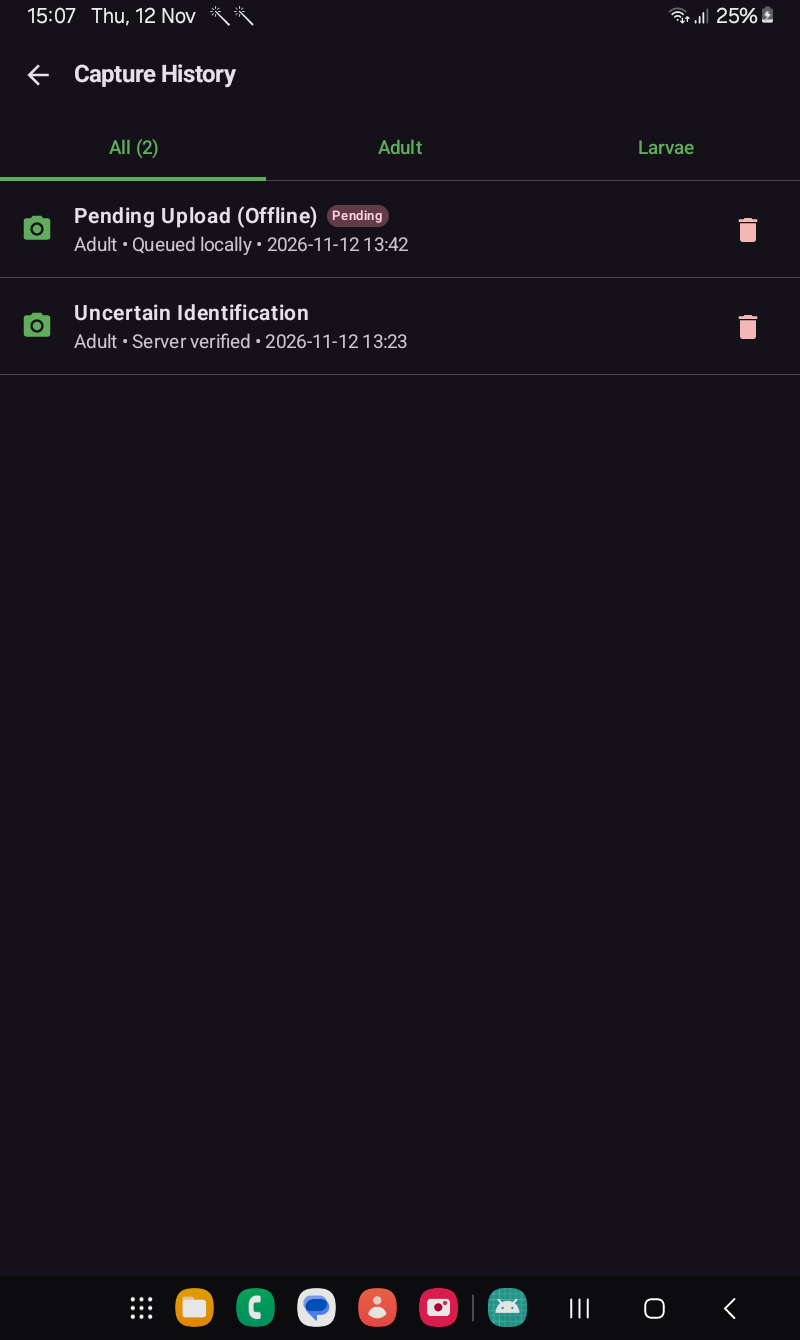 15:07 Thu, 12 Nov 25%
Capture History
All (2) Adult Larvae
Pending Upload (Offline) Pending
Adult • Queued locally • 2026-11-12 13:42
Uncertain Identification
Adult • Server verified • 2026-11-12 13:23